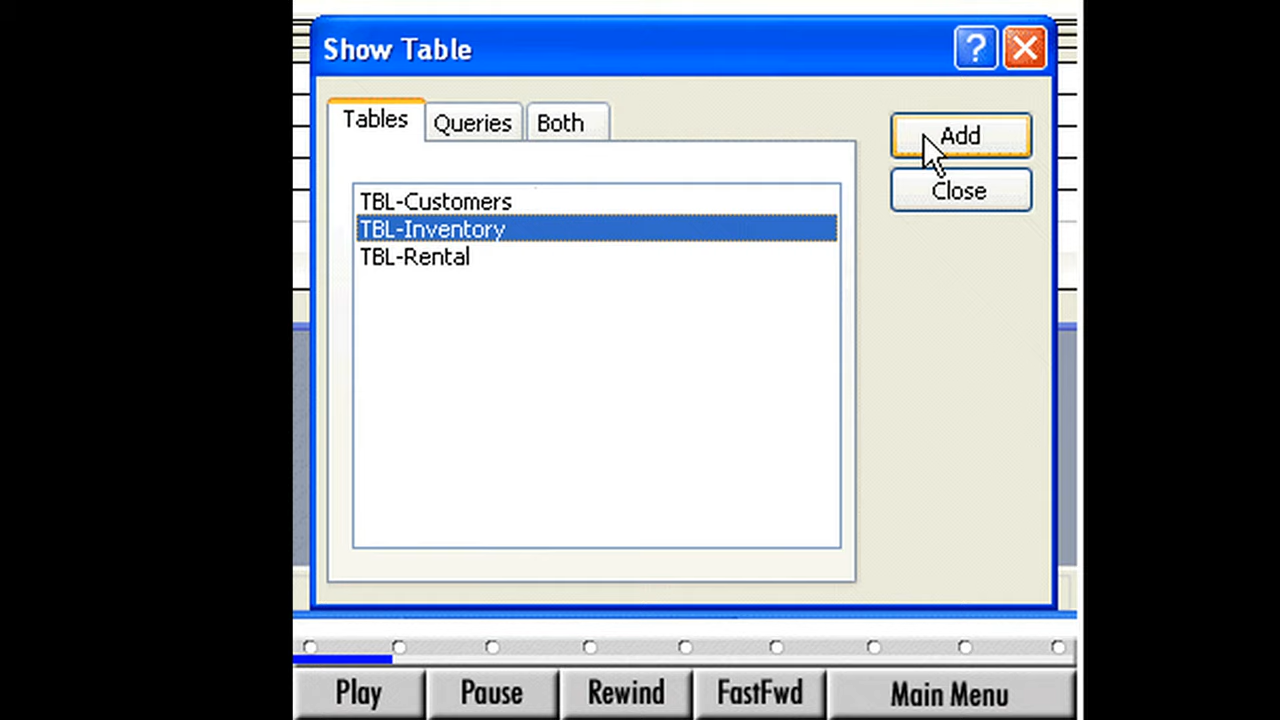 Show Table
Tables Queries Both
Add
Close
TBL-Customers
TBL-Inventory
TBL-Rental
Play Pause Rewind FastFwd Main Menu